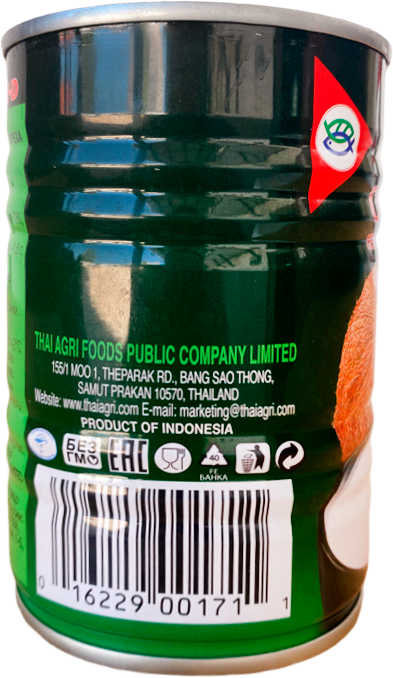 THAI AGRI FOODS PUBLIC COMPANY LIMITED
155/1 MOO 1, THEPARAK RD., BANG SAO THONG,
SAMUT PRAKAN 10570, THAILAND
Website: www.thaiagri.com E-mail: marketing@thaiagri.com
PRODUCT OF INDONESIA
БЕЗ
ГМО
EAC
40
FE
БАНКА
0 16229 00171 1